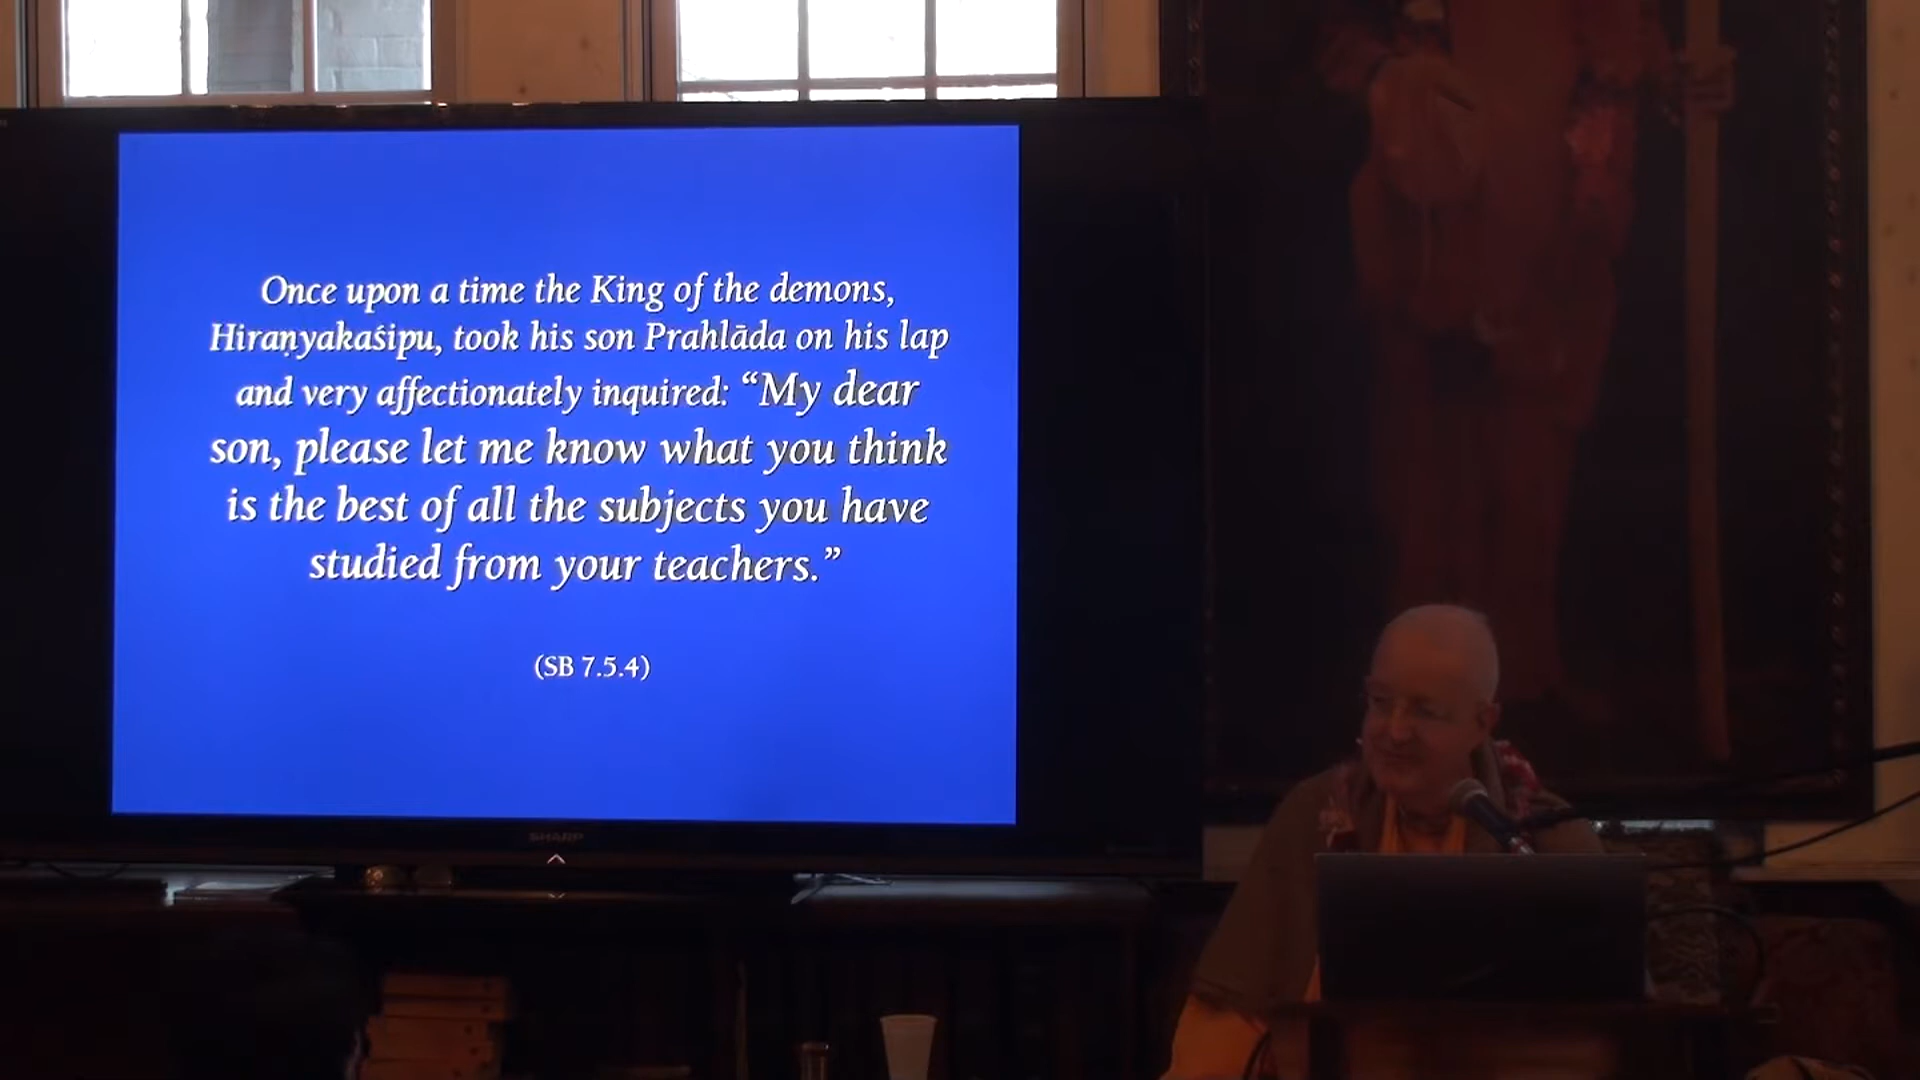 Once upon a time the King of the demons,
Hiraṇyakaśipu, took his son Prahlāda on his lap
and very affectionately inquired: “My dear
son, please let me know what you think
is the best of all the subjects you have
studied from your teachers.”
(SB 7.5.4)
SHARP